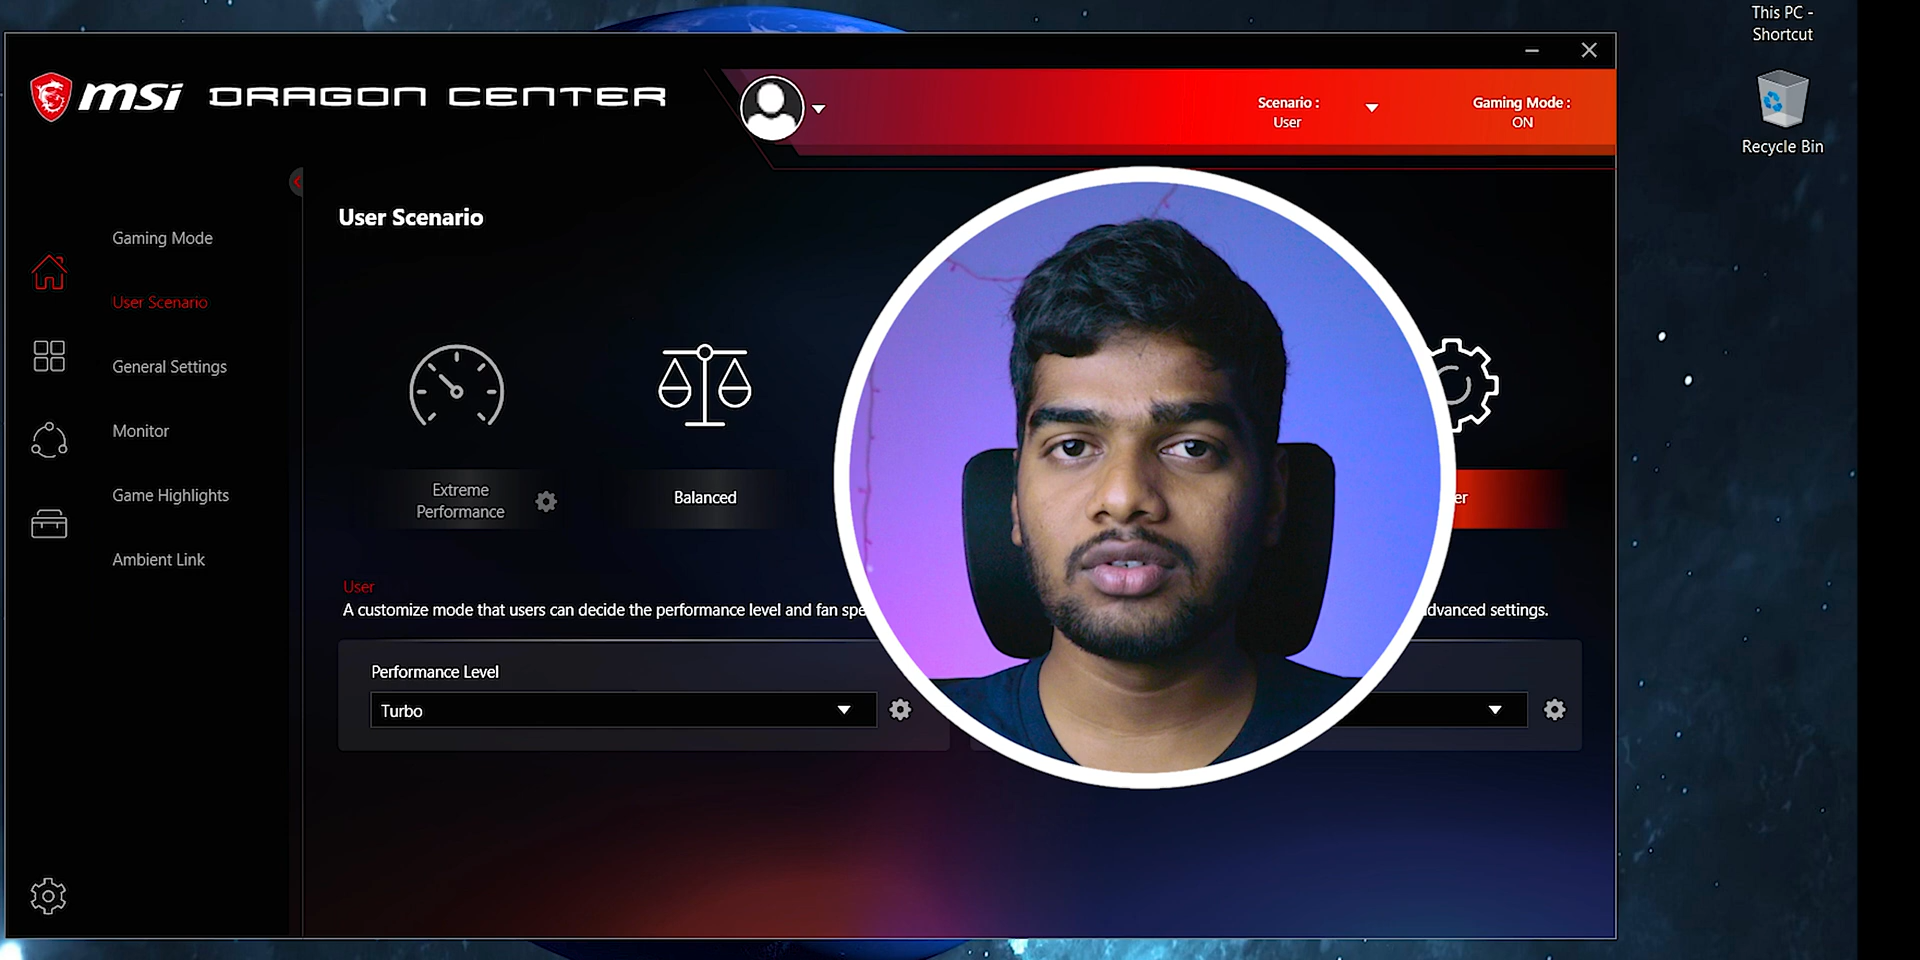 This PC -
Shortcut
Recycle Bin
msi DRAGON CENTER
Scenario :
User
Gaming Mode :
ON
Gaming Mode
User Scenario
General Settings
Monitor
Game Highlights
Ambient Link
User Scenario
Extreme
Performance
Balanced
er
User
A customize mode that users can decide the performance level and fan spe
dvanced settings.
Performance Level
Turbo